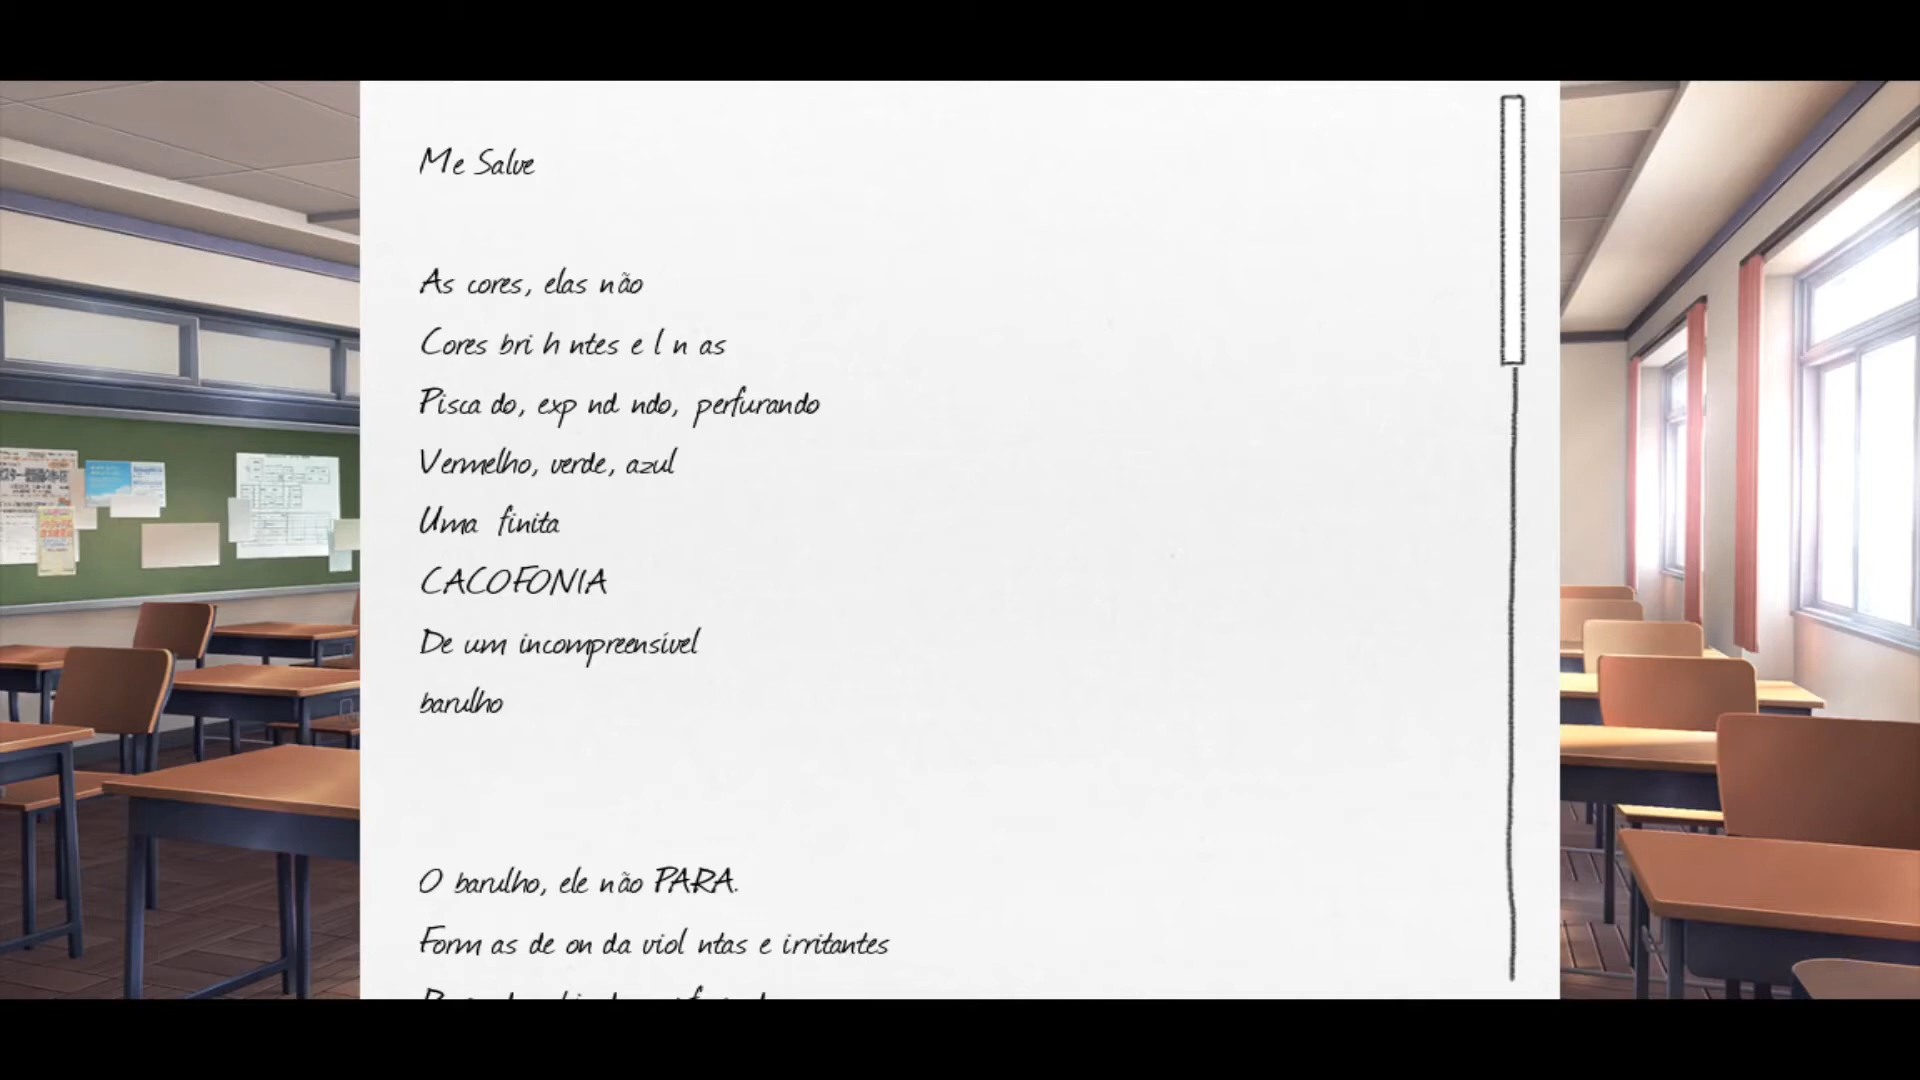 Me Salve
As cores, elas não
Cores bri h ntes e l n as
Pisca do, exp nd ndo, perfurando
Vermelho, verde, azul
Uma  finita
CACOFONIA
De um incompreensível
barulho
O barulho, ele não PARA.
Form as de on da viol ntas e irritantes